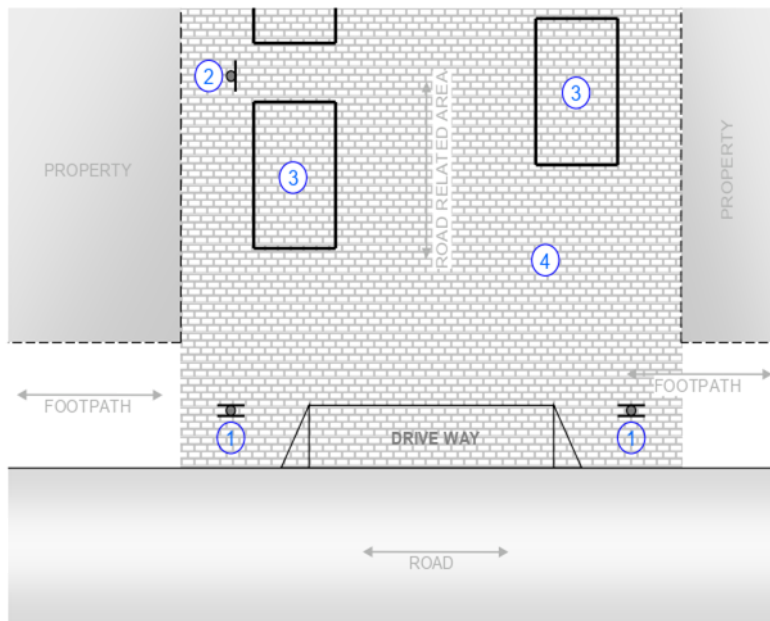 2
3
PROPERTY
3
ROAD RELATED AREA
PROPERTY
4
FOOTPATH
FOOTPATH
1
DRIVE WAY
1
ROAD